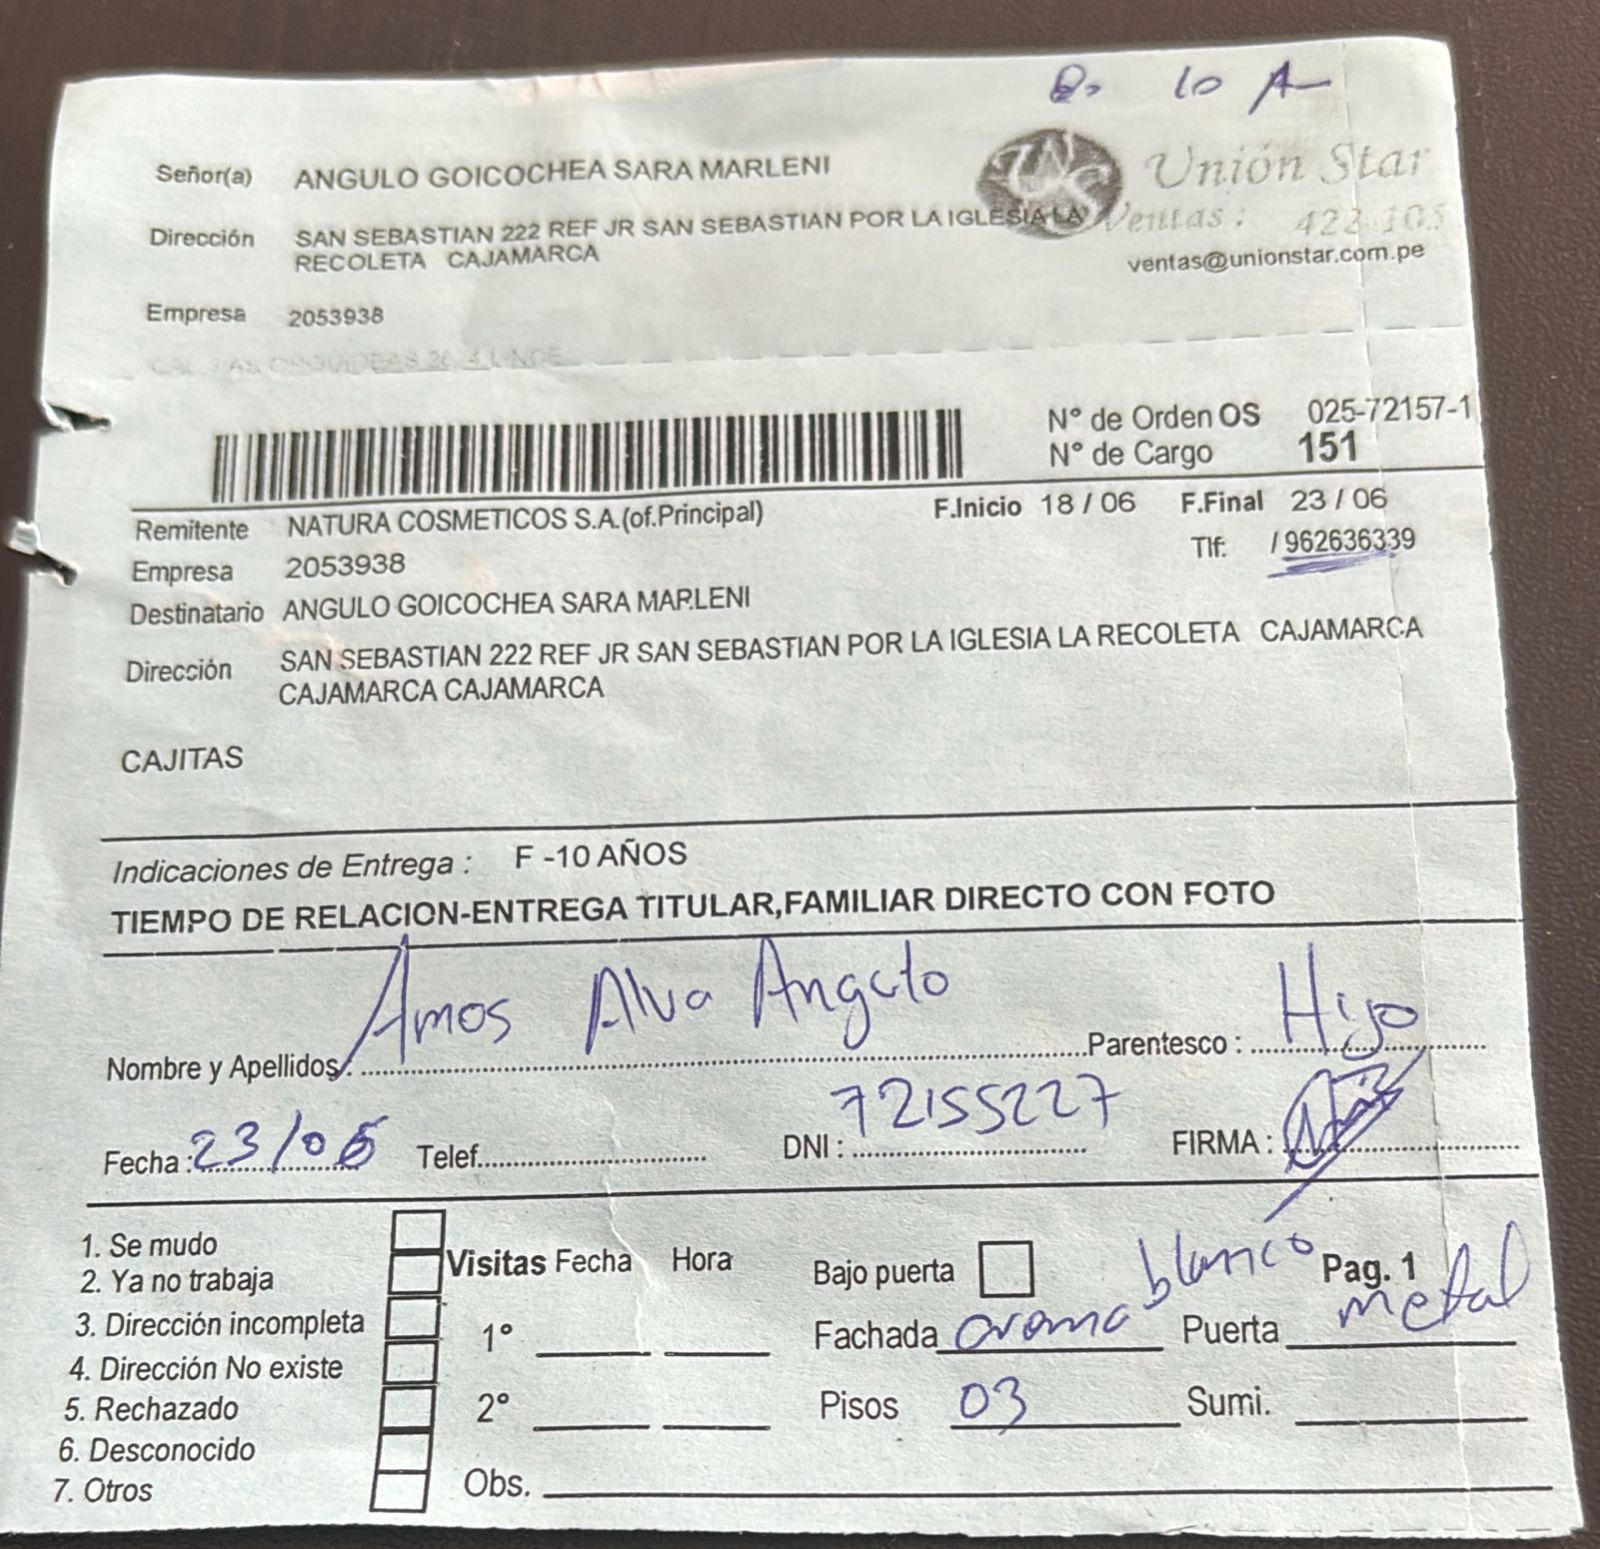 10 A
Señor(a) ANGULO GOICOCHEA SARA MARLENI
Unión Star
Dirección SAN SEBASTIAN 222 REF JR SAN SEBASTIAN POR LA IGLESIA LA
RECOLETA CAJAMARCA
Ventas: 422-103
ventas@unionstar.com.pe
Empresa 2053938
N° de Orden OS 025-72157-1
N° de Cargo 151
Remitente NATURA COSMETICOS S.A.(of.Principal) F.Inicio 18 / 06 F.Final 23 / 06
Empresa 2053938 Tlf: / 962636339
Destinatario ANGULO GOICOCHEA SARA MARLENI
Dirección SAN SEBASTIAN 222 REF JR SAN SEBASTIAN POR LA IGLESIA LA RECOLETA CAJAMARCA
CAJAMARCA CAJAMARCA
CAJITAS
Indicaciones de Entrega : F -10 AÑOS
TIEMPO DE RELACION-ENTREGA TITULAR,FAMILIAR DIRECTO CON FOTO
Nombre y Apellidos: Amos Alva Angulo Parentesco : Hijo
Fecha : 23/06 Telef. DNI : 72155227 FIRMA :
1. Se mudo
2. Ya no trabaja
3. Dirección incompleta
4. Dirección No existe
5. Rechazado
6. Desconocido
7. Otros
Visitas Fecha Hora
1°
2°
Obs.
Bajo puerta Pag. 1
Fachada crema blanco Puerta metal
Pisos 03 Sumi.